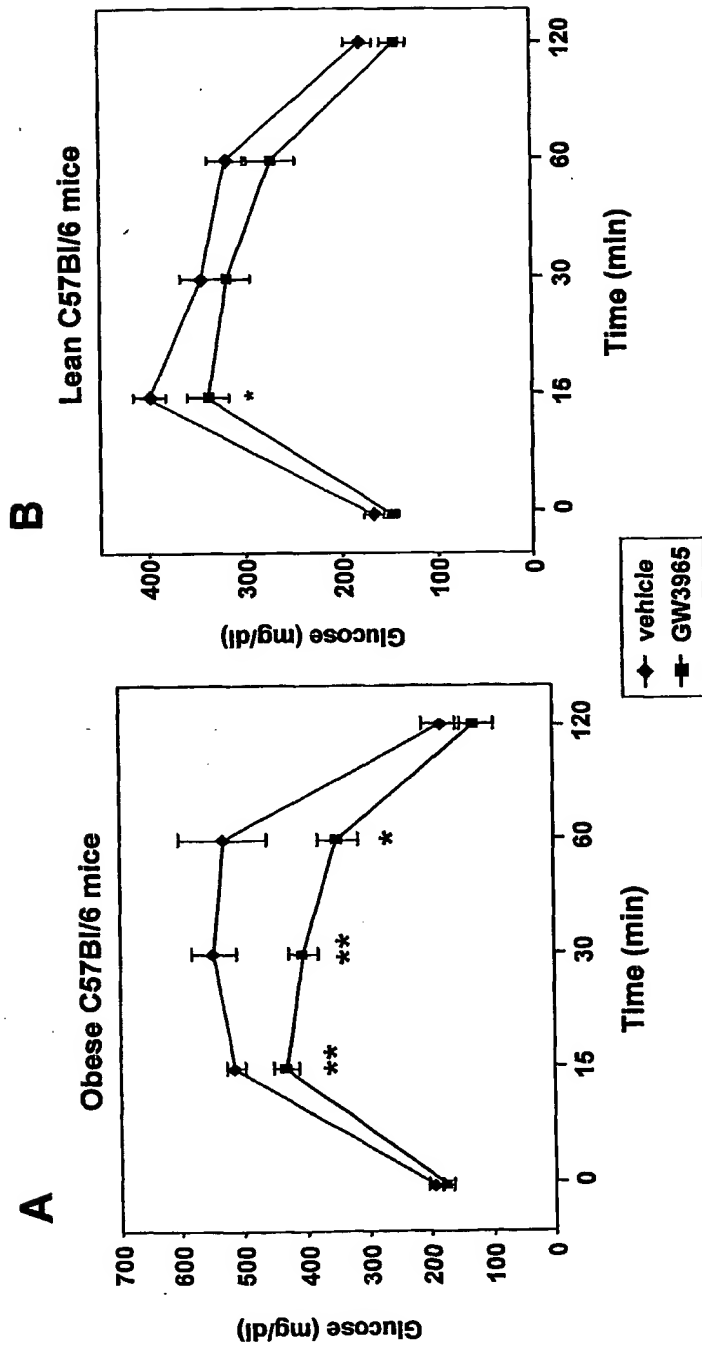 A
Obese C57Bl/6 mice
Glucose (mg/dl)
700
600
500
400
300
200
100
0
**
**
*
0
15
30
60
120
Time (min)
B
Lean C57Bl/6 mice
Glucose (mg/dl)
400
300
200
100
0
*
0
15
30
60
120
Time (min)
vehicle
GW3965